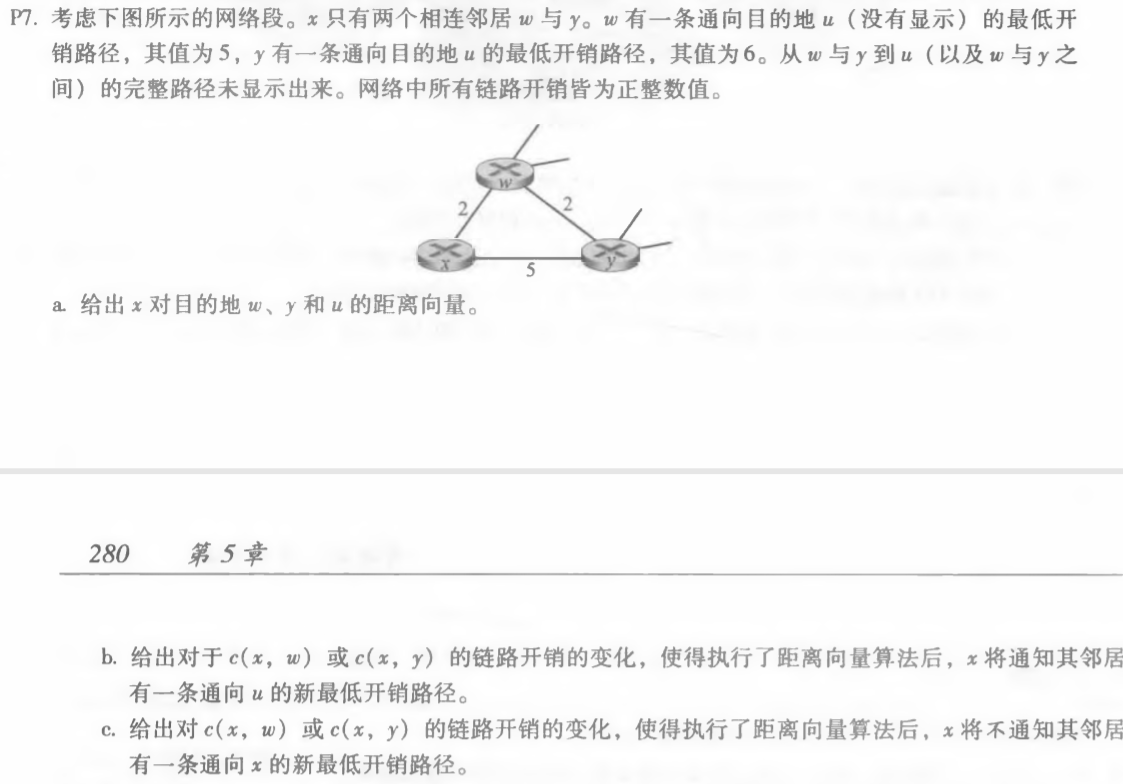 P7. 考虑下图所示的网络段。x 只有两个相连邻居 w 与 y。w 有一条通向目的地 u（没有显示）的最低开
销路径，其值为 5，y 有一条通向目的地 u 的最低开销路径，其值为6。从 w 与 y 到 u（以及 w 与 y 之
间）的完整路径未显示出来。网络中所有链路开销皆为正整数值。
w
2
2
x
y
5
a. 给出 x 对目的地 w、y 和 u 的距离向量。
280 第 5 章
b. 给出对于 c(x, w) 或 c(x, y) 的链路开销的变化，使得执行了距离向量算法后，x 将通知其邻居
有一条通向 u 的新最低开销路径。
c. 给出对 c(x, w) 或 c(x, y) 的链路开销的变化，使得执行了距离向量算法后，x 将不通知其邻居
有一条通向 x 的新最低开销路径。